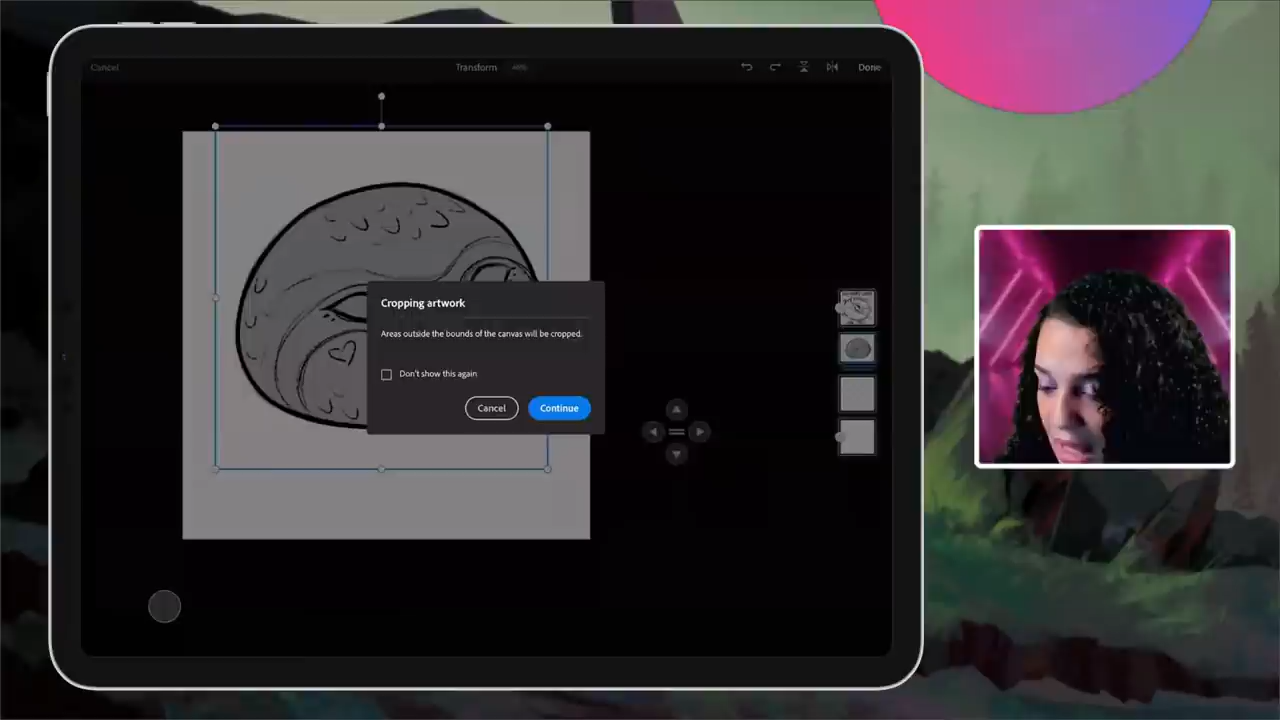 Cancel
Transform 46%
Done
Cropping artwork
Areas outside the bounds of the canvas will be cropped.
Don't show this again
Cancel
Continue